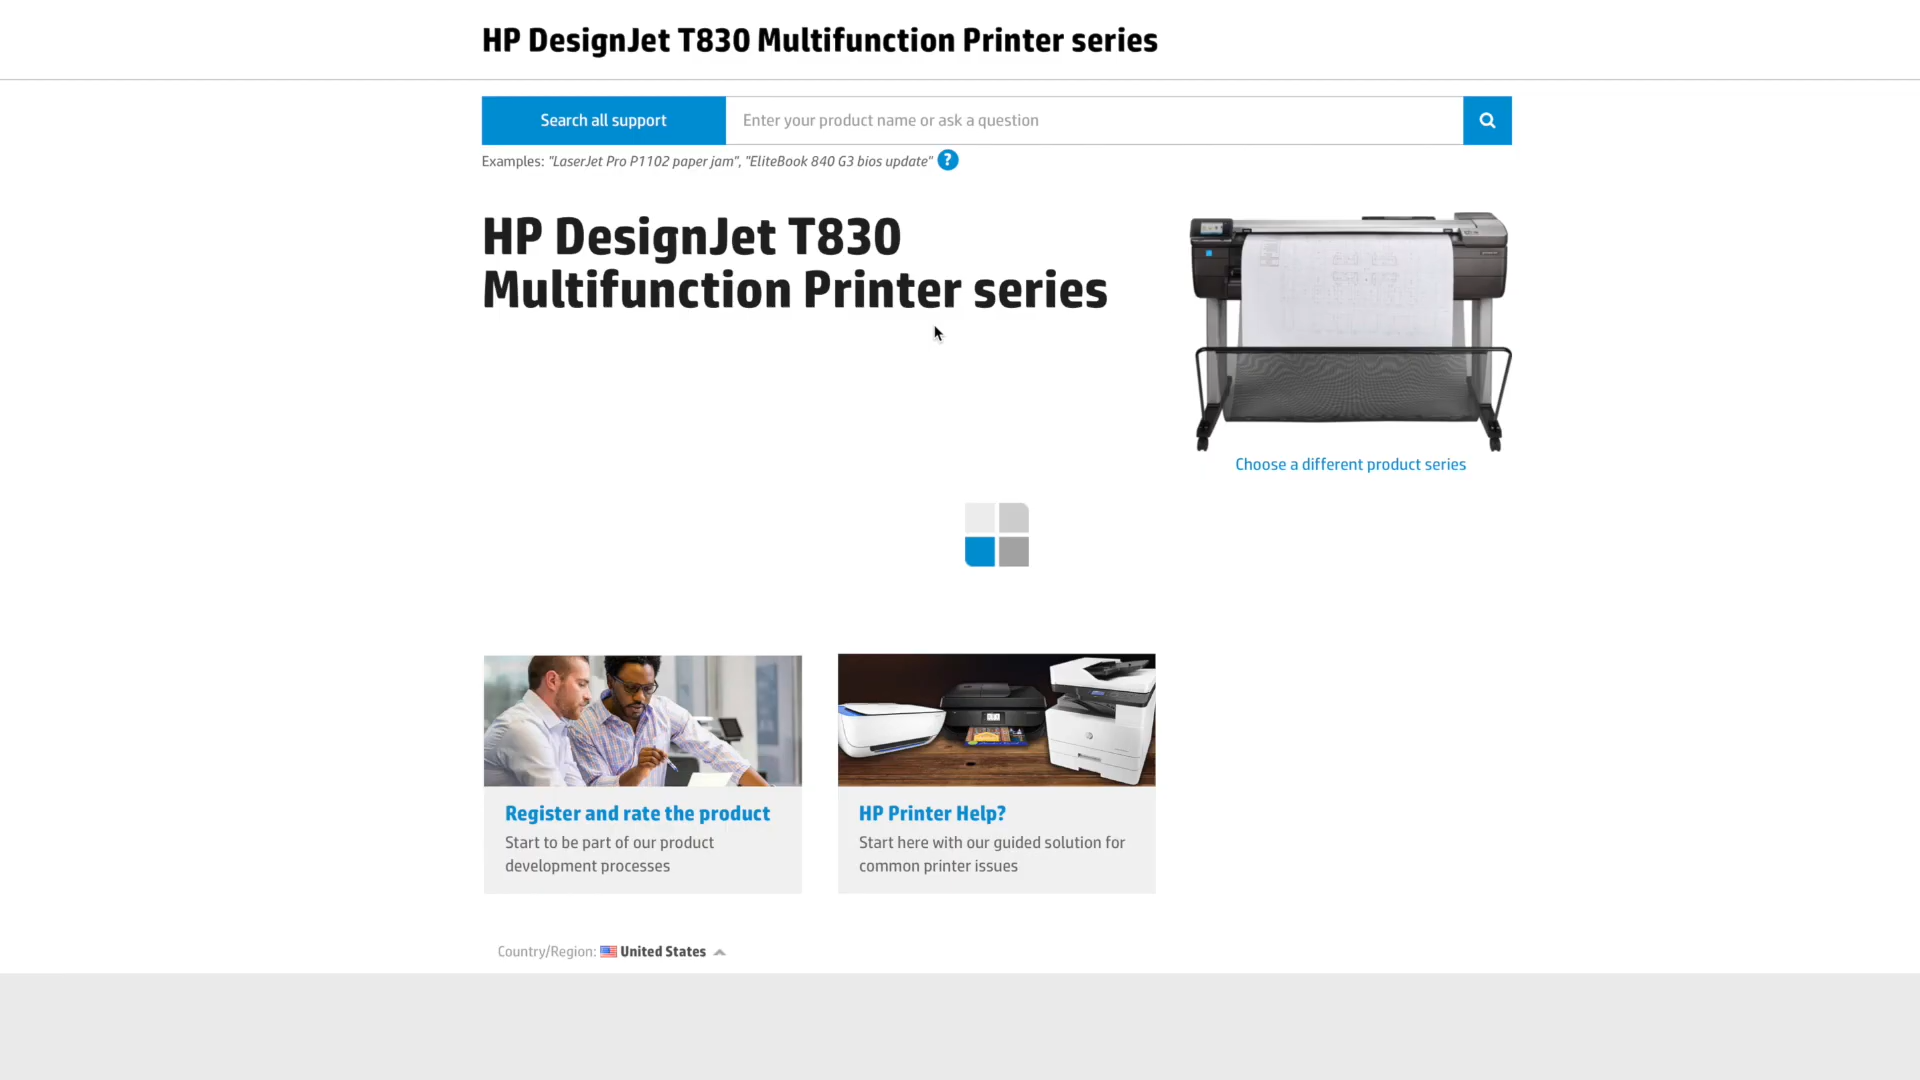 HP DesignJet T830 Multifunction Printer series
Search all support
Enter your product name or ask a question
Examples: "LaserJet Pro P1102 paper jam", "EliteBook 840 G3 bios update" ?
HP DesignJet T830
Multifunction Printer series
Choose a different product series
Register and rate the product
Start to be part of our product
development processes
HP Printer Help?
Start here with our guided solution for
common printer issues
Country/Region: United States